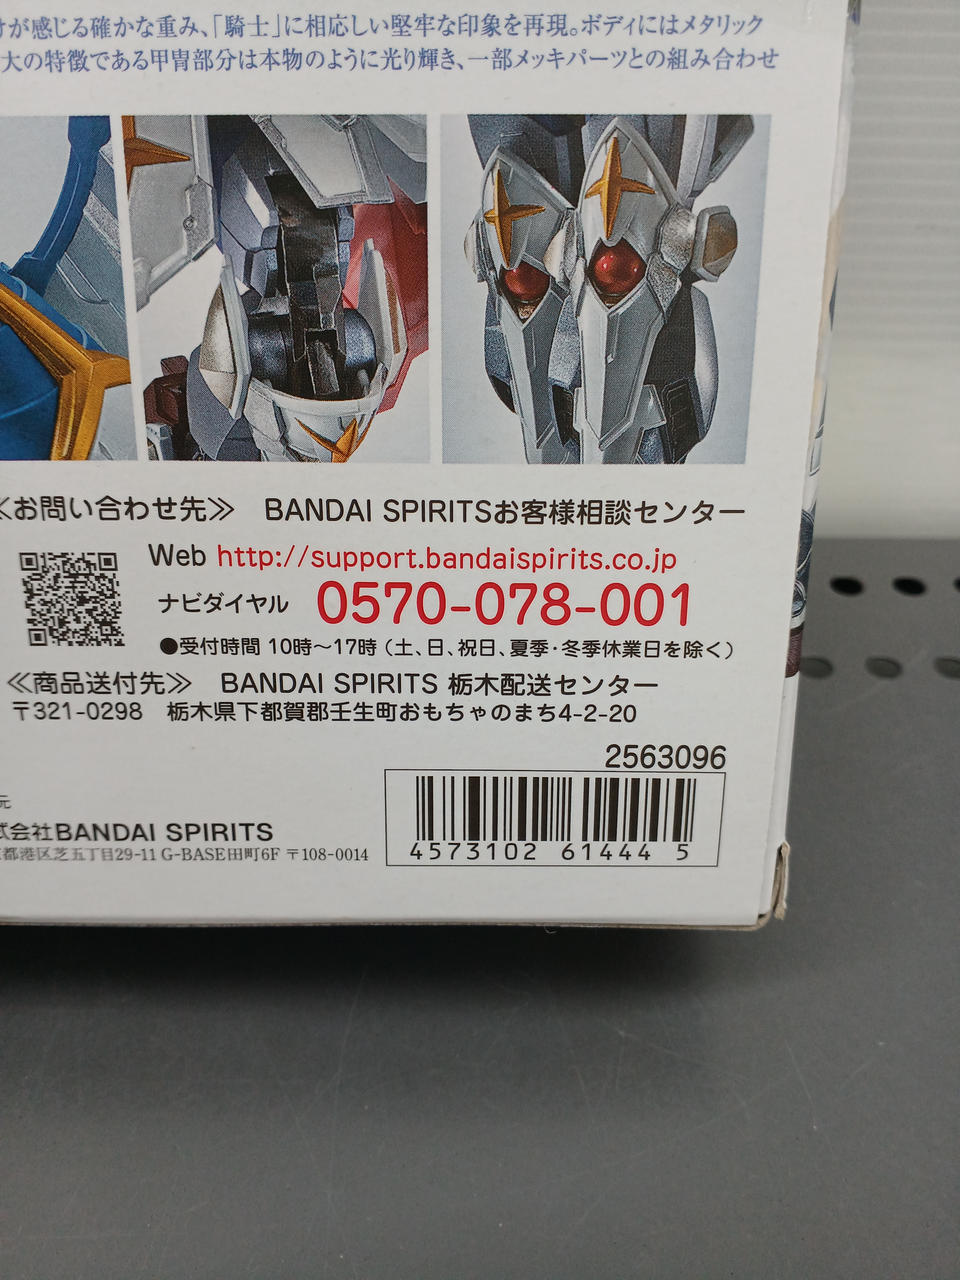 が感じる確かな重み、「騎士」に相応しい堅牢な印象を再現。ボディにはメタリック
大の特徴である甲冑部分は本物のように光り輝き、一部メッキパーツとの組み合わせ
≪お問い合わせ先≫ BANDAI SPIRITSお客様相談センター
Web http://support.bandaispirits.co.jp
ナビダイヤル 0570-078-001
●受付時間 10時～17時（土、日、祝日、夏季・冬季休業日を除く）
≪商品送付先≫ BANDAI SPIRITS 栃木配送センター
〒321-0298 栃木県下都賀郡壬生町おもちゃのまち4-2-20
2563096
元
式会社BANDAI SPIRITS
都港区芝五丁目29-11 G-BASE田町6F 〒108-0014
4573102 61444 5